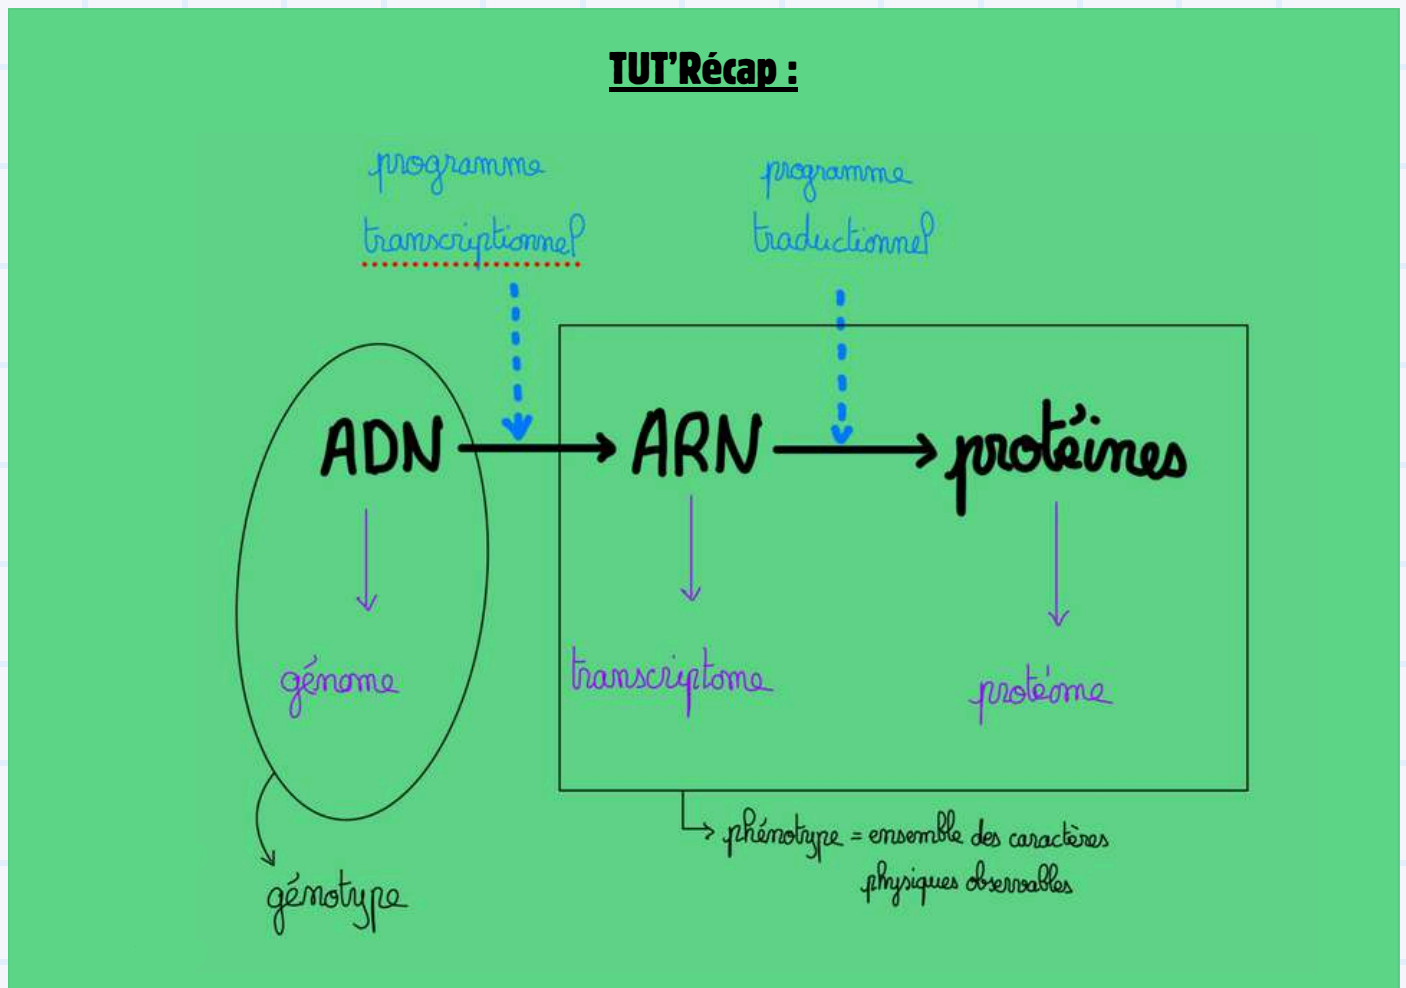 TUT'Récap :
programme
transcriptionnel
programme
traductionnel
ADN
ARN
protéines
génome
transcriptome
protéome
phénotype = ensemble des caractères
physiques observables
génotype